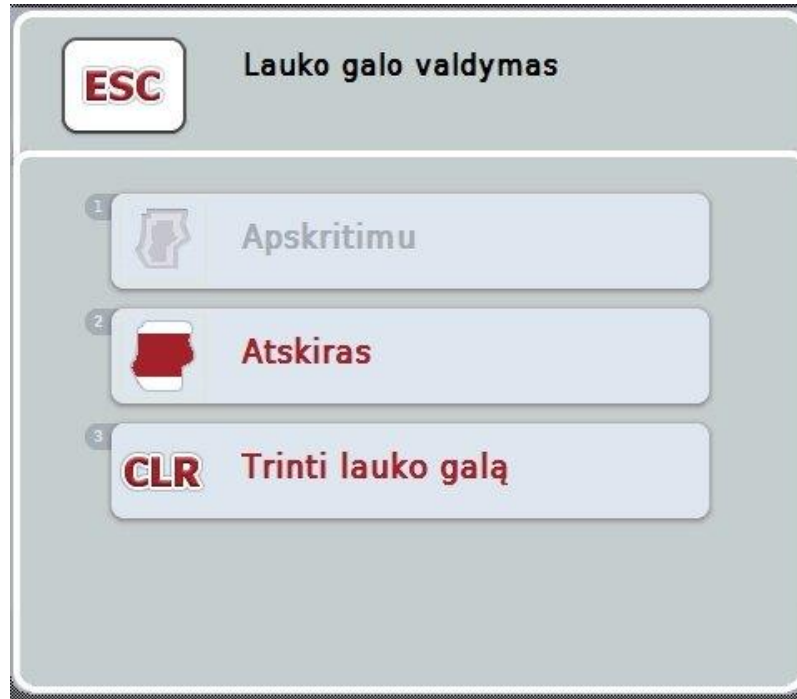 ESC
Lauko galo valdymas
1
Apskritimu
2
Atskiras
3
CLR
Trinti lauko galą